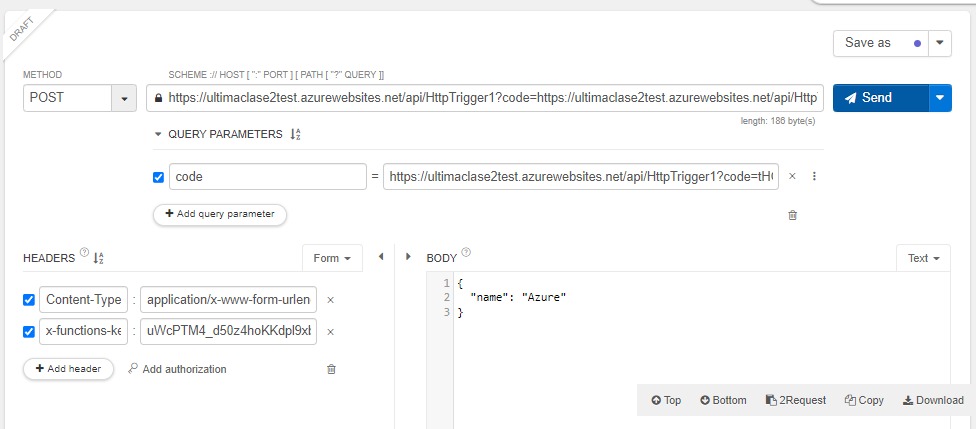 DRAFT
Save as
METHOD
SCHEME :// HOST [ ":" PORT ] [ PATH [ "?" QUERY ]]
POST
https://ultimaclase2test.azurewebsites.net/api/HttpTrigger1?code=https://ultimaclase2test.azurewebsites.net/api/Http
Send
length: 186 byte(s)
QUERY PARAMETERS
code = https://ultimaclase2test.azurewebsites.net/api/HttpTrigger1?code=tH
+ Add query parameter
HEADERS ?
Form
BODY ?
Text
Content-Type : application/x-www-form-urlen
x-functions-ke : uWcPTM4_d50z4hoKKdpl9xb
+ Add header
Add authorization
1 {
2 "name": "Azure"
3 }
Top
Bottom
2Request
Copy
Download